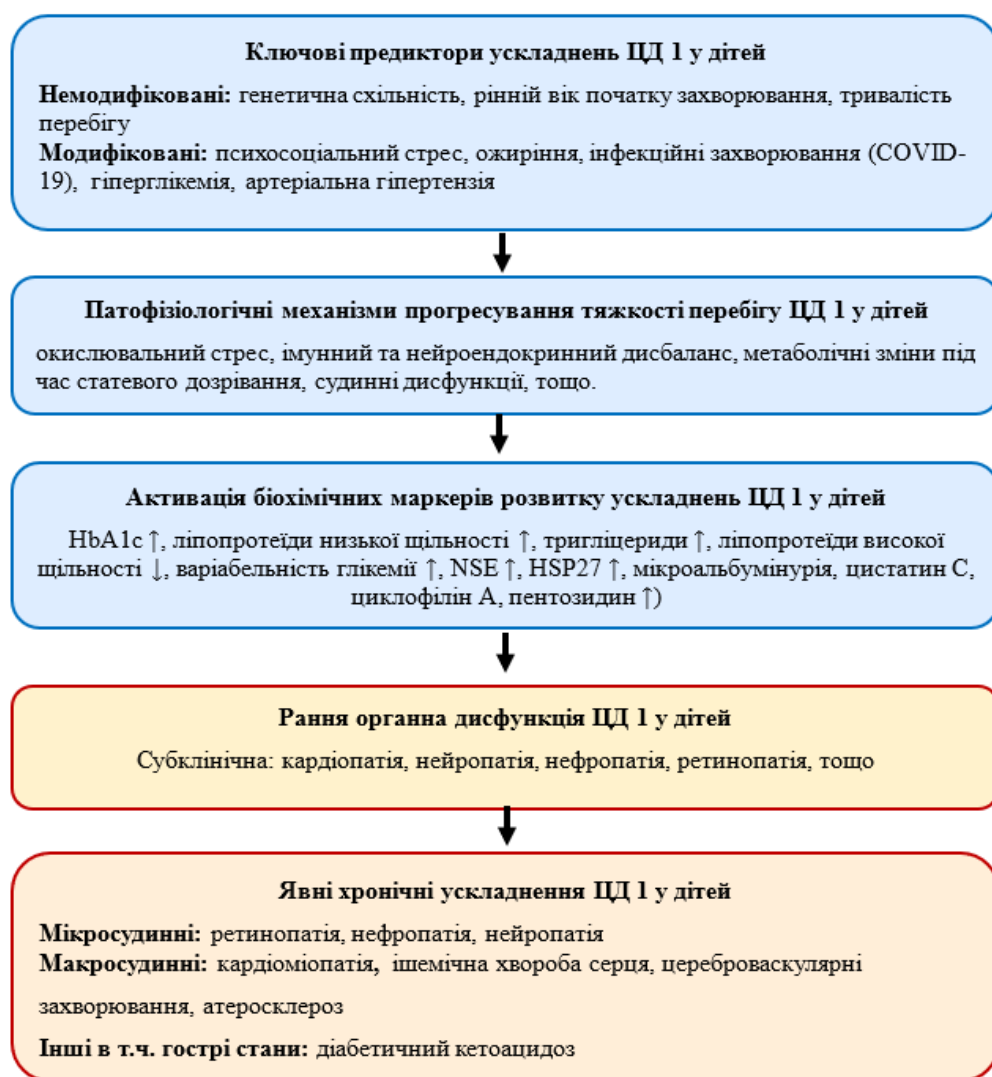 Ключові предиктори ускладнень ЦД 1 у дітей
Немодифіковані: генетична схільність, рінній вік початку захворювання, тривалість
перебігу
Модифіковані: психосоціальний стрес, ожиріння, інфекційні захворювання (COVID-
19), гіперглікемія, артеріальна гіпертензія
Патофізіологічні механізми прогресування тяжкості перебігу ЦД 1 у дітей
окислювальний стрес, імунний та нейроендокринний дисбаланс, метаболічні зміни під
час статевого дозрівання, судинні дисфункції, тощо.
Активація біохімічних маркерів розвитку ускладнень ЦД 1 у дітей
HbA1c ↑, ліпопротеїди низької щільності ↑, тригліцериди ↑, ліпопротеїди високої
щільності ↓, варіабельність глікемії ↑, NSE ↑, HSP27 ↑, мікроальбумінурія, цистатин С,
циклофілін А, пентозидин ↑)
Рання органна дисфункція ЦД 1 у дітей
Субклінічна: кардіопатія, нейропатія, нефропатія, ретинопатія, тощо
Явні хронічні ускладнення ЦД 1 у дітей
Мікросудинні: ретинопатія, нефропатія, нейропатія
Макросудинні: кардіоміопатія, ішемічна хвороба серця, цереброваскулярні
захворювання, атеросклероз
Інші в т.ч. гострі стани: діабетичний кетоацидоз